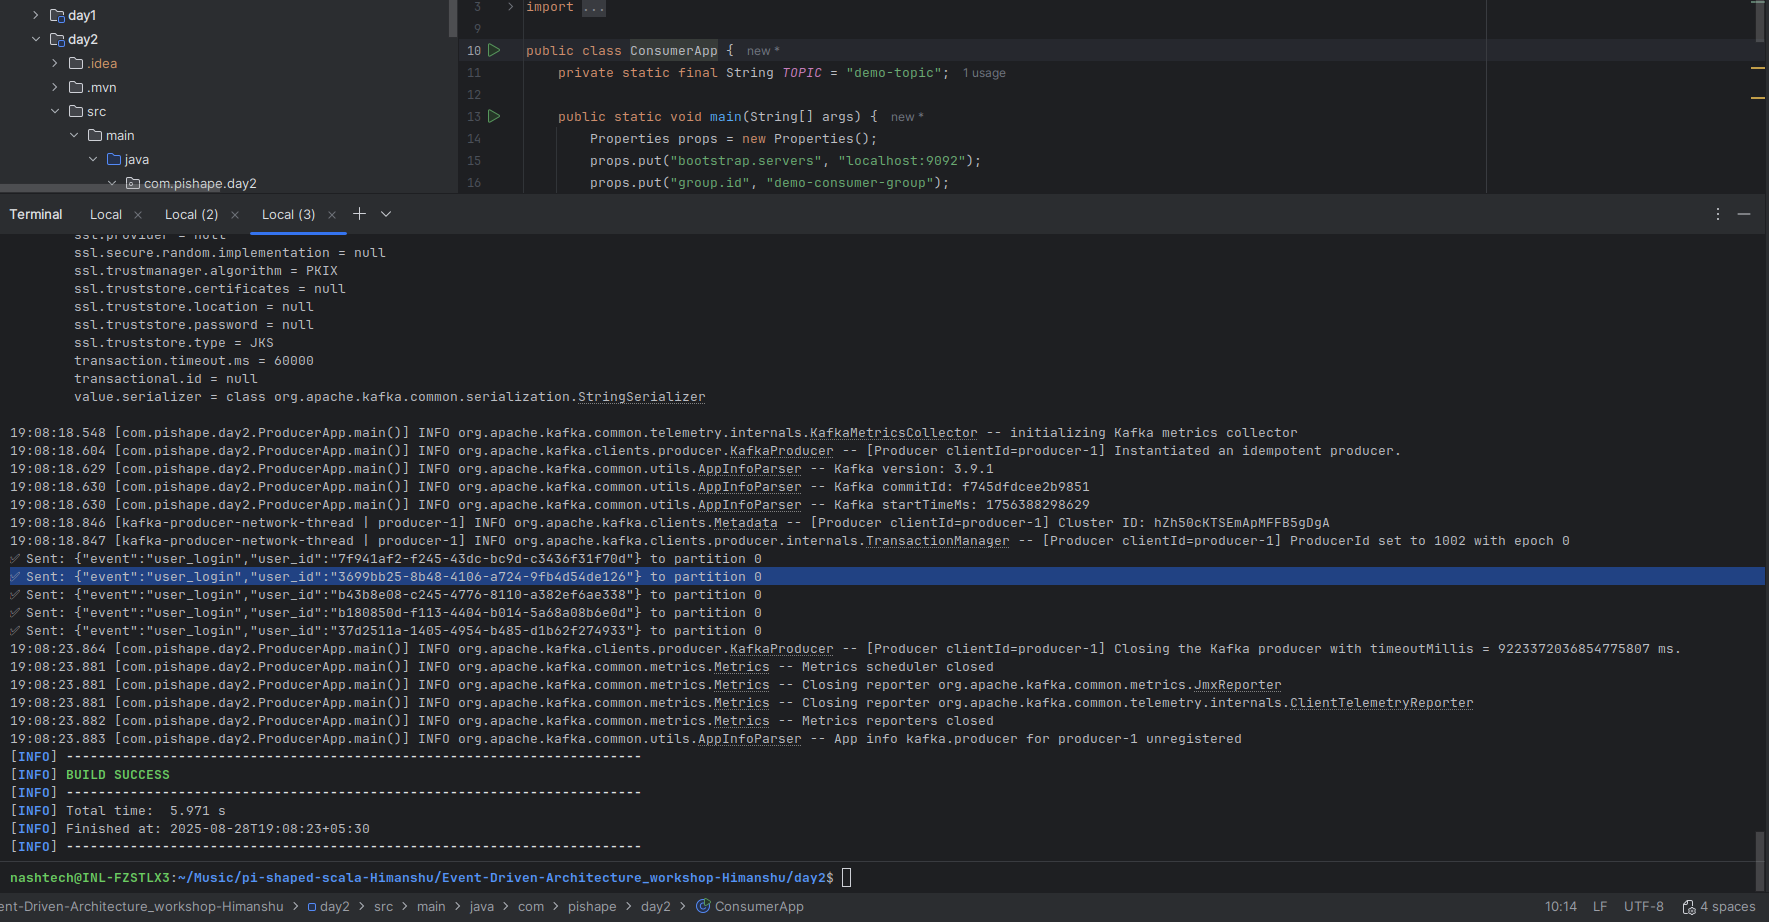 day1
day2
.idea
.mvn
src
main
java
com.pishape.day2
3 import ...
9
10 public class ConsumerApp { new *
11 private static final String TOPIC = "demo-topic"; 1 usage
12
13 public static void main(String[] args) { new *
14 Properties props = new Properties();
15 props.put("bootstrap.servers", "localhost:9092");
16 props.put("group.id", "demo-consumer-group");
Terminal Local Local (2) Local (3)
ssl.provider = null
ssl.secure.random.implementation = null
ssl.trustmanager.algorithm = PKIX
ssl.truststore.certificates = null
ssl.truststore.location = null
ssl.truststore.password = null
ssl.truststore.type = JKS
transaction.timeout.ms = 60000
transactional.id = null
value.serializer = class org.apache.kafka.common.serialization.StringSerializer
19:08:18.548 [com.pishape.day2.ProducerApp.main()] INFO org.apache.kafka.common.telemetry.internals.KafkaMetricsCollector -- initializing Kafka metrics collector
19:08:18.604 [com.pishape.day2.ProducerApp.main()] INFO org.apache.kafka.clients.producer.KafkaProducer -- [Producer clientId=producer-1] Instantiated an idempotent producer.
19:08:18.629 [com.pishape.day2.ProducerApp.main()] INFO org.apache.kafka.common.utils.AppInfoParser -- Kafka version: 3.9.1
19:08:18.630 [com.pishape.day2.ProducerApp.main()] INFO org.apache.kafka.common.utils.AppInfoParser -- Kafka commitId: f745dfdcee2b9851
19:08:18.630 [com.pishape.day2.ProducerApp.main()] INFO org.apache.kafka.common.utils.AppInfoParser -- Kafka startTimeMs: 1756388298629
19:08:18.846 [kafka-producer-network-thread | producer-1] INFO org.apache.kafka.clients.Metadata -- [Producer clientId=producer-1] Cluster ID: hZh50cKTSEmApMFFB5gDgA
19:08:18.847 [kafka-producer-network-thread | producer-1] INFO org.apache.kafka.clients.producer.internals.TransactionManager -- [Producer clientId=producer-1] ProducerId set to 1002 with epoch 0
✅ Sent: {"event":"user_login","user_id":"7f941af2-f245-43dc-bc9d-c3436f31f70d"} to partition 0
✅ Sent: {"event":"user_login","user_id":"3699bb25-8b48-4106-a724-9fb4d54de126"} to partition 0
✅ Sent: {"event":"user_login","user_id":"b43b8e08-c245-4776-8110-a382ef6ae338"} to partition 0
✅ Sent: {"event":"user_login","user_id":"b180850d-f113-4404-b014-5a68a08b6e0d"} to partition 0
✅ Sent: {"event":"user_login","user_id":"37d2511a-1405-4954-b485-d1b62f274933"} to partition 0
19:08:23.864 [com.pishape.day2.ProducerApp.main()] INFO org.apache.kafka.clients.producer.KafkaProducer -- [Producer clientId=producer-1] Closing the Kafka producer with timeoutMillis = 9223372036854775807 ms.
19:08:23.881 [com.pishape.day2.ProducerApp.main()] INFO org.apache.kafka.common.metrics.Metrics -- Metrics scheduler closed
19:08:23.881 [com.pishape.day2.ProducerApp.main()] INFO org.apache.kafka.common.metrics.Metrics -- Closing reporter org.apache.kafka.common.metrics.JmxReporter
19:08:23.881 [com.pishape.day2.ProducerApp.main()] INFO org.apache.kafka.common.metrics.Metrics -- Closing reporter org.apache.kafka.common.telemetry.internals.ClientTelemetryReporter
19:08:23.882 [com.pishape.day2.ProducerApp.main()] INFO org.apache.kafka.common.metrics.Metrics -- Metrics reporters closed
19:08:23.883 [com.pishape.day2.ProducerApp.main()] INFO org.apache.kafka.common.utils.AppInfoParser -- App info kafka.producer for producer-1 unregistered
[INFO] ------------------------------------------------------------------------
[INFO] BUILD SUCCESS
[INFO] ------------------------------------------------------------------------
[INFO] Total time:  5.971 s
[INFO] Finished at: 2025-08-28T19:08:23+05:30
[INFO] ------------------------------------------------------------------------
nashtech@INL-FZSTLX3:~/Music/pi-shaped-scala-Himanshu/Event-Driven-Architecture_workshop-Himanshu/day2$
ent-Driven-Architecture_workshop-Himanshu > day2 > src > main > java > com > pishape > day2 > ConsumerApp 10:14 LF UTF-8 4 spaces